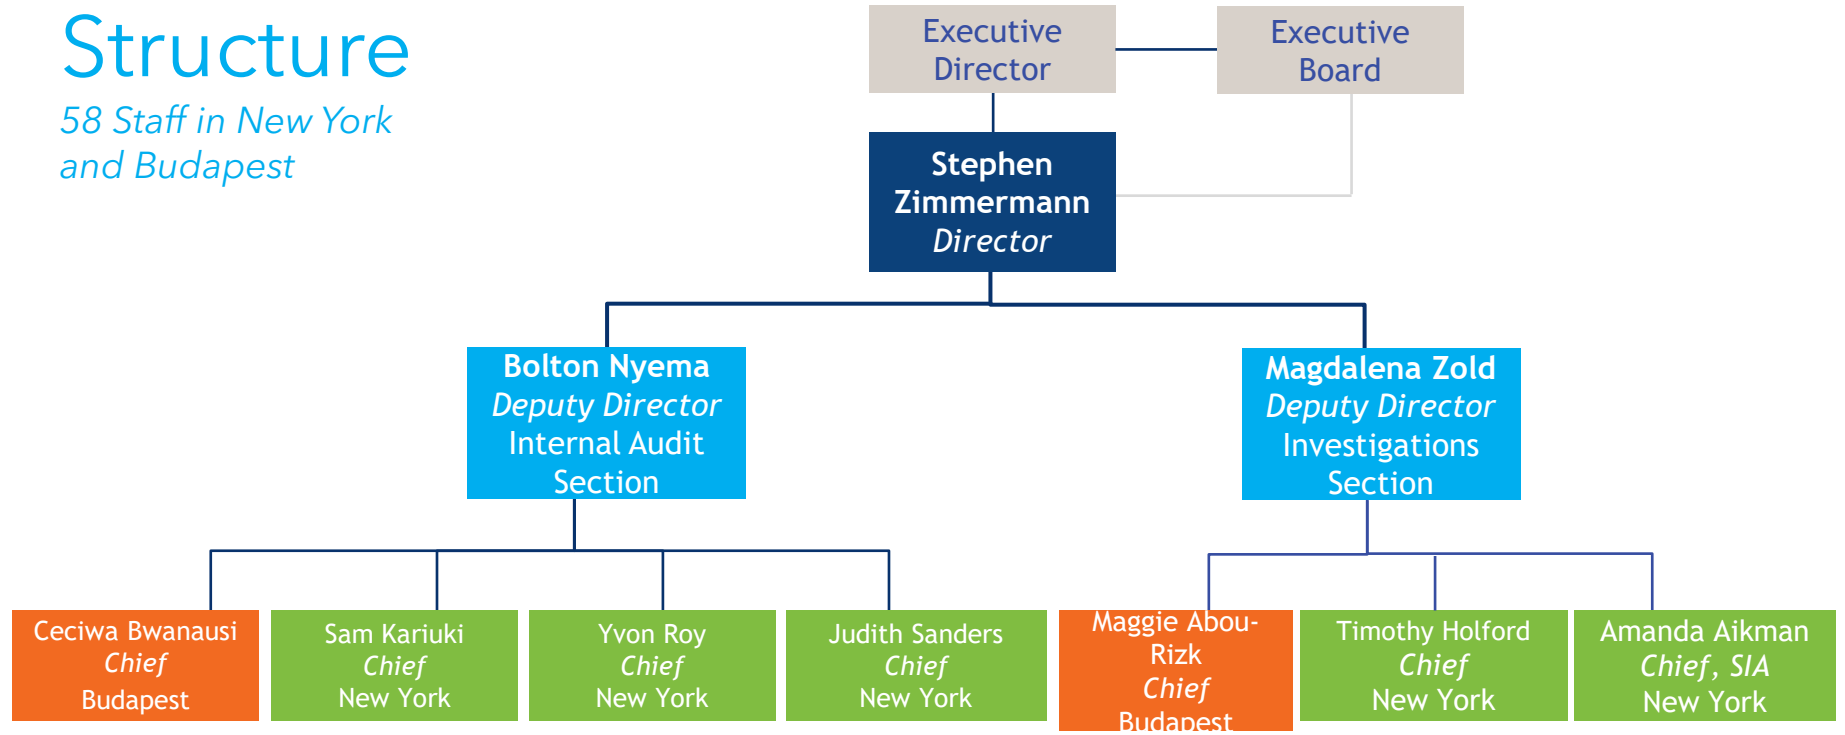 Structure
58 Staff in New York
and Budapest
Executive
Director
Executive
Board
Stephen
Zimmermann
Director
Bolton Nyema
Deputy Director
Internal Audit
Section
Magdalena Zold
Deputy Director
Investigations
Section
Ceciwa Bwanausi
Chief
Budapest
Sam Kariuki
Chief
New York
Yvon Roy
Chief
New York
Judith Sanders
Chief
New York
Maggie Abou-
Rizk
Chief
Budapest
Timothy Holford
Chief
New York
Amanda Aikman
Chief, SIA
New York